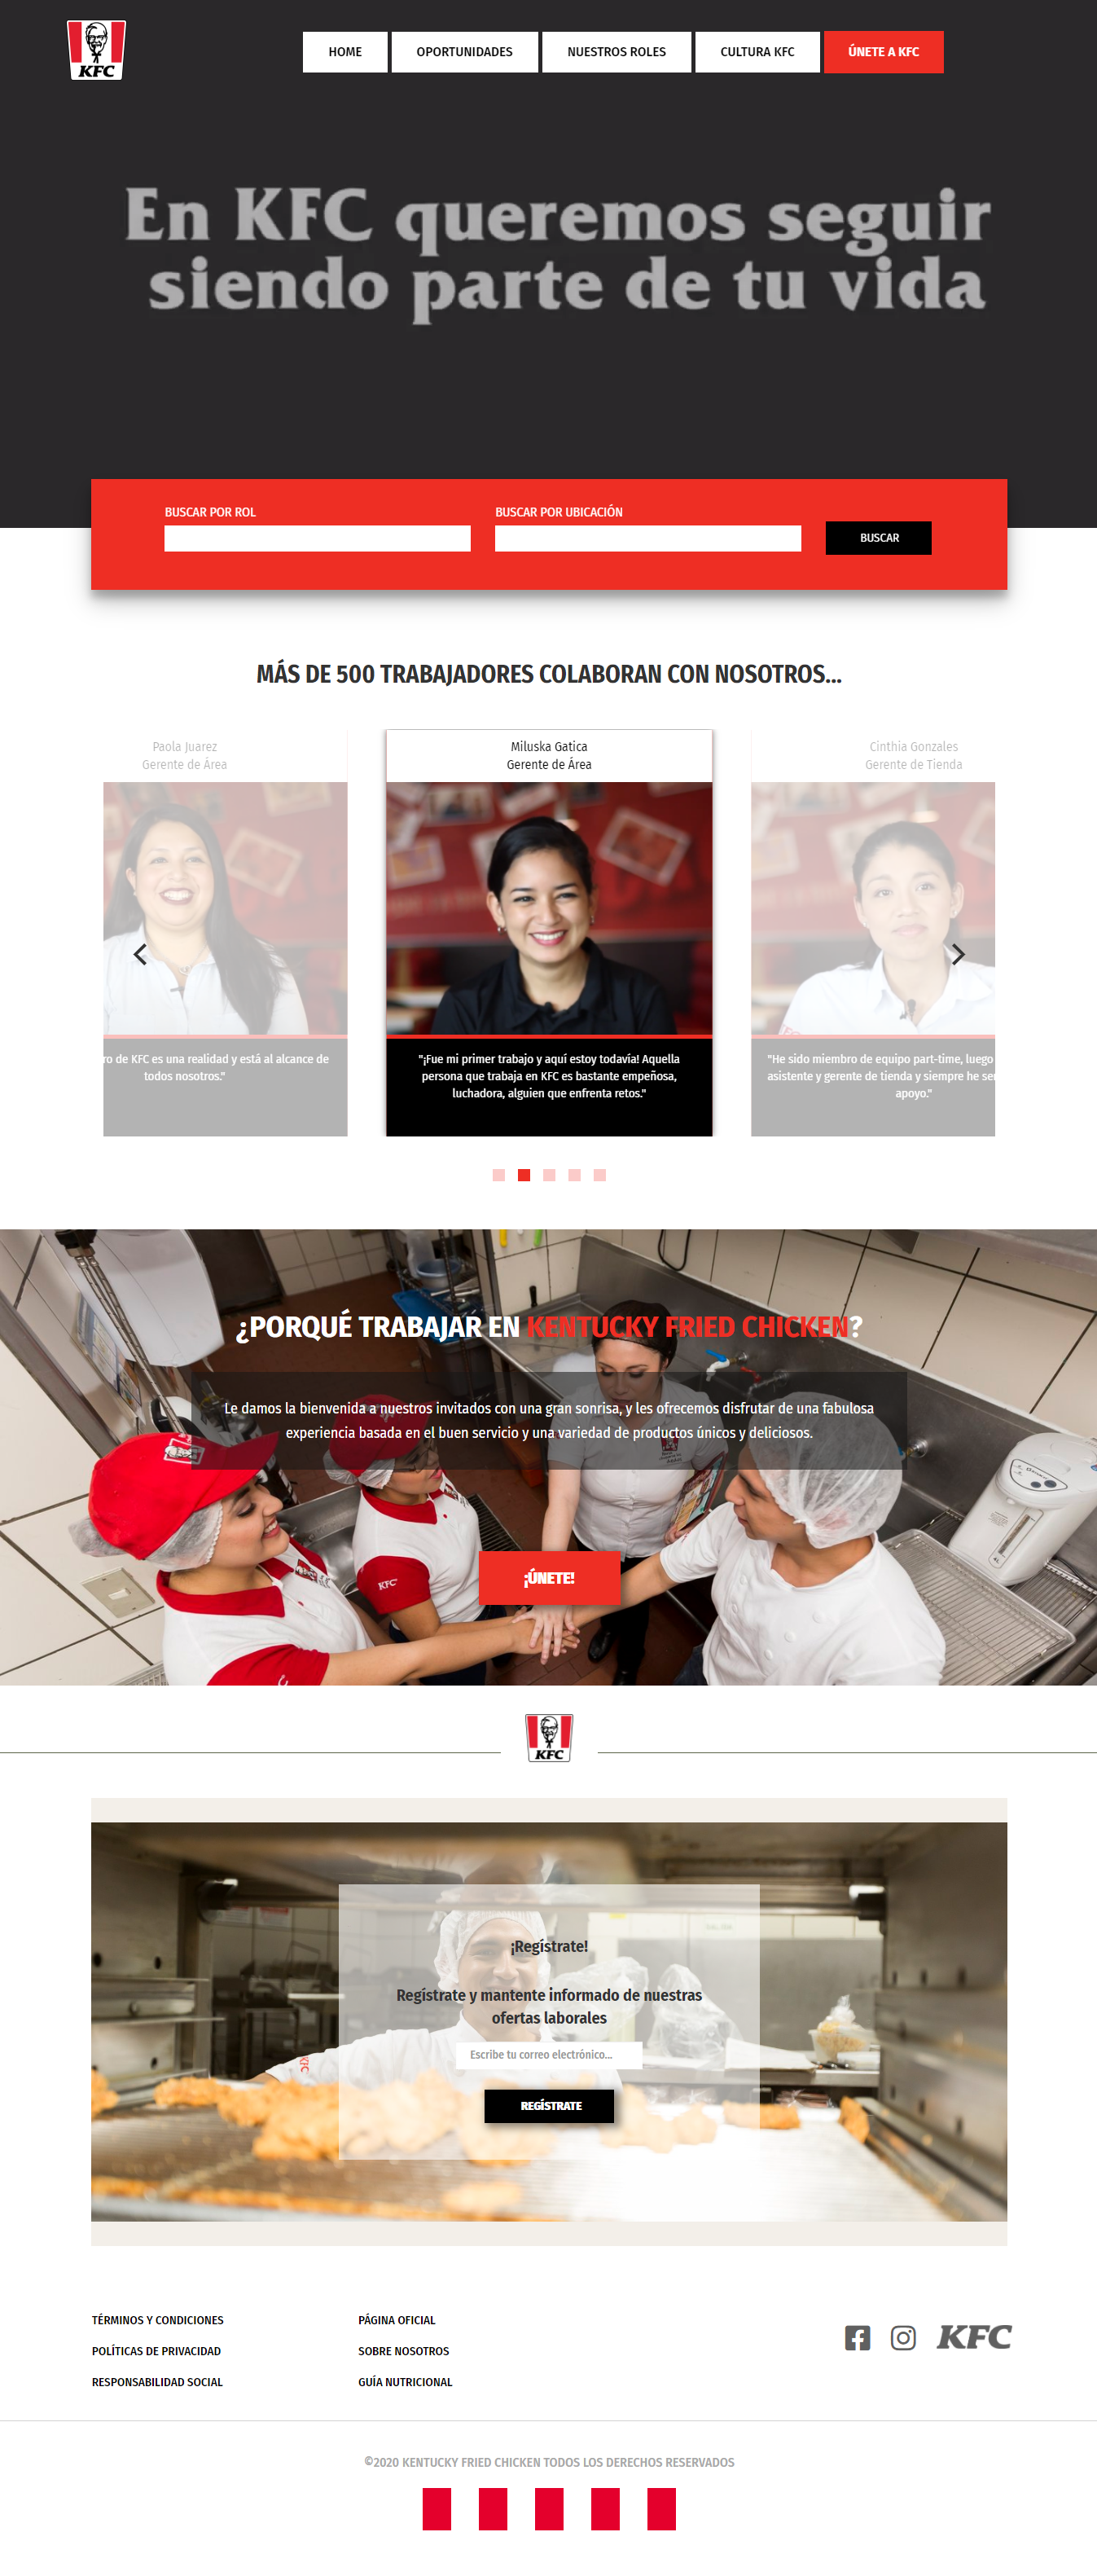 KFC
HOME
OPORTUNIDADES
NUESTROS ROLES
CULTURA KFC
ÚNETE A KFC
En KFC queremos seguir
siendo parte de tu vida
BUSCAR POR ROL
BUSCAR POR UBICACIÓN
BUSCAR
MÁS DE 500 TRABAJADORES COLABORAN CON NOSOTROS...
Paola Juarez
Gerente de Área
de KFC es una realidad y está al alcance de
todos nosotros."
Miluska Gatica
Gerente de Área
"¡Fue mi primer trabajo y aquí estoy todavía! Aquella
persona que trabaja en KFC es bastante empeñosa,
luchadora, alguien que enfrenta retos."
Cinthia Gonzales
Gerente de Tienda
"He sido miembro de equipo part-time, luego
asistente y gerente de tienda y siempre he
apoyo."
¿PORQUÉ TRABAJAR EN KENTUCKY FRIED CHICKEN?
Le damos la bienvenida a nuestros invitados con una gran sonrisa, y les ofrecemos disfrutar de una fabulosa
experiencia basada en el buen servicio y una variedad de productos únicos y deliciosos.
KFC
¡ÚNETE!
KFC
¡Regístrate!
Regístrate y mantente informado de nuestras
ofertas laborales
Escribe tu correo electrónico...
REGÍSTRATE
TÉRMINOS Y CONDICIONES
POLÍTICAS DE PRIVACIDAD
RESPONSABILIDAD SOCIAL
PÁGINA OFICIAL
SOBRE NOSOTROS
GUÍA NUTRICIONAL
KFC
©2020 KENTUCKY FRIED CHICKEN TODOS LOS DERECHOS RESERVADOS